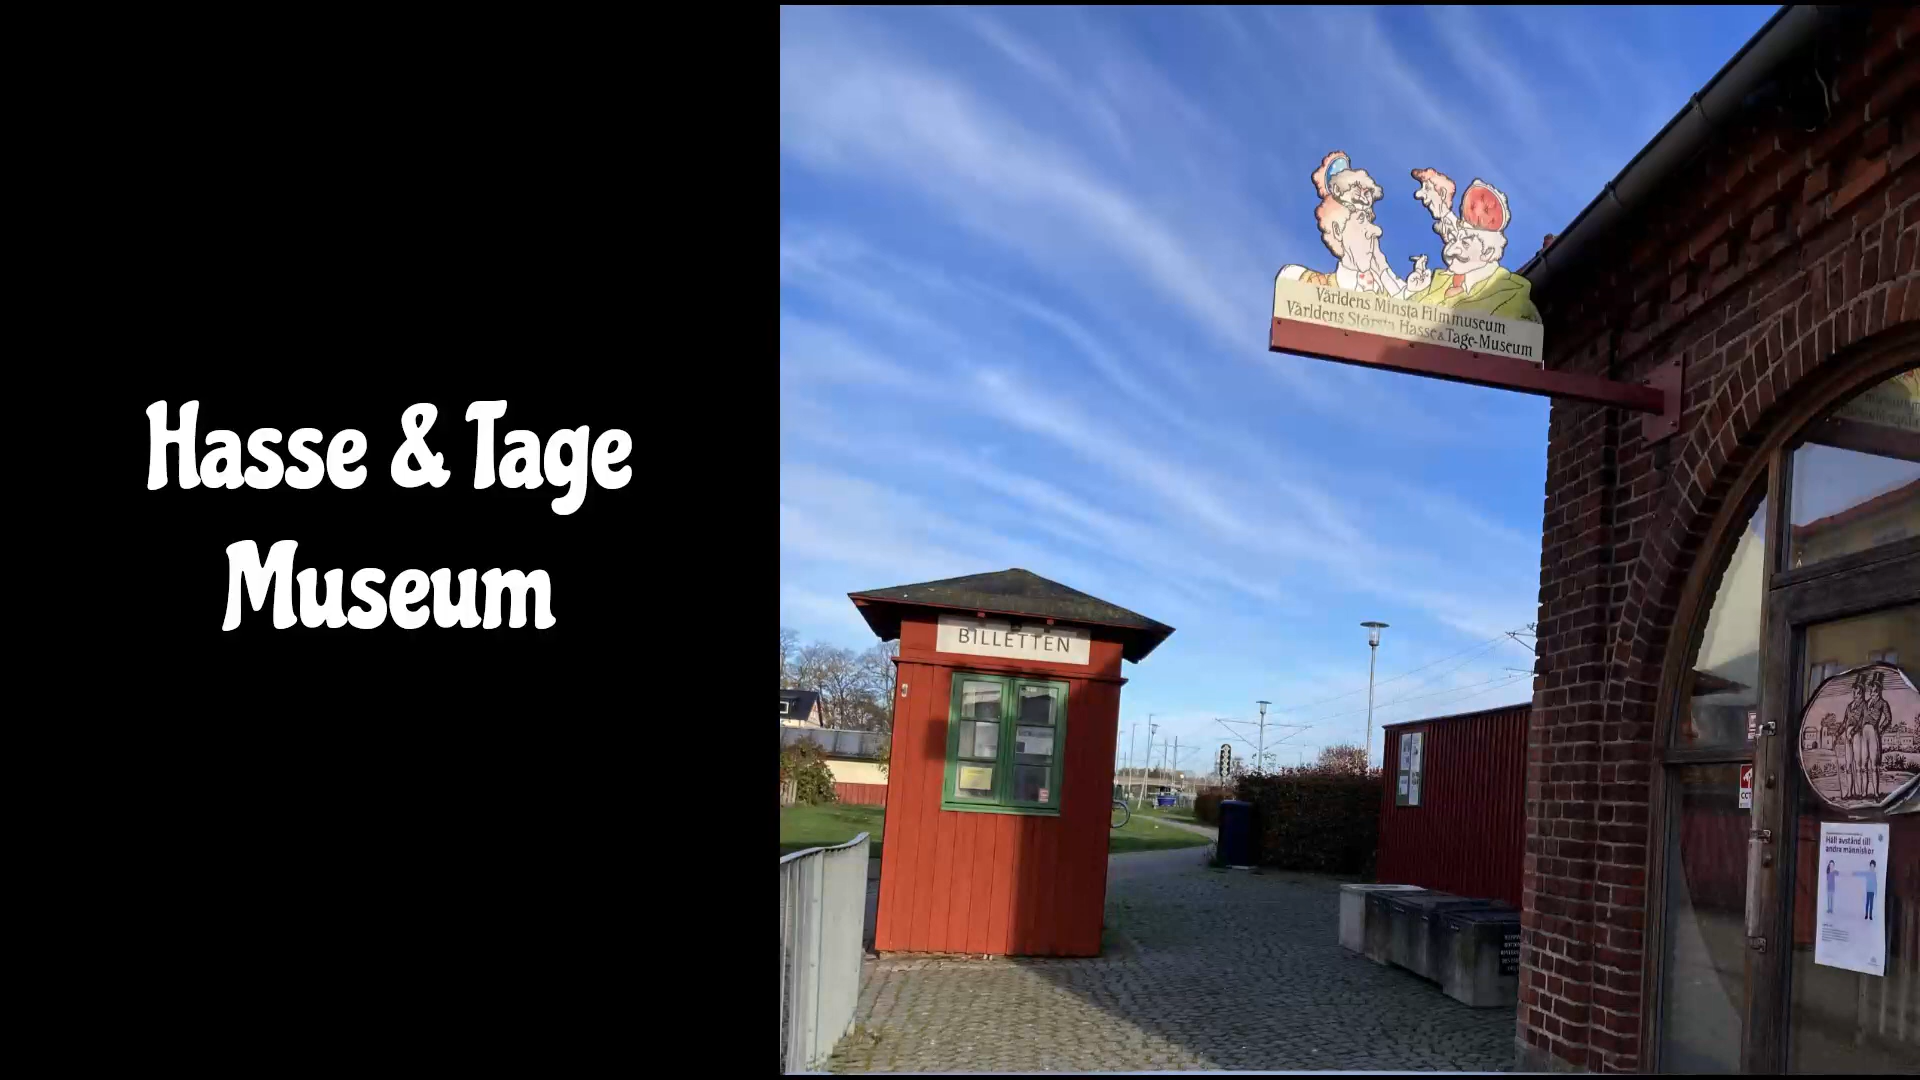 Hasse & Tage
Museum
Världens Minsta Filmmuseum
Världens Största Hasse & Tage-Museum
BILLETTEN
Håll avstånd till
andra människor